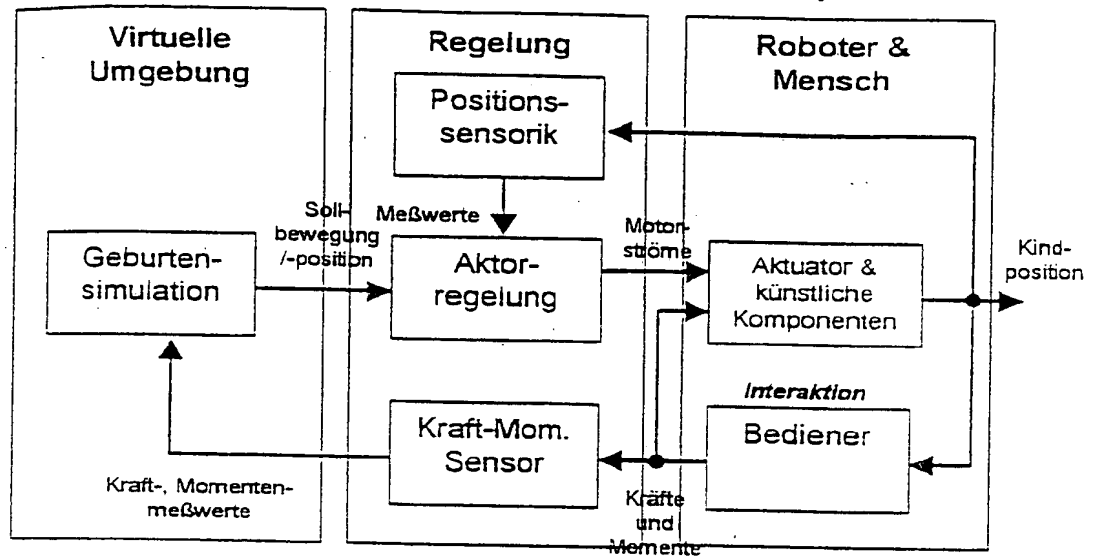 Virtuelle
Umgebung
Regelung
Roboter &
Mensch
Positions-
sensorik
Soll-
bewegung
/-position
Meßwerte
Motor-
ströme
Kind-
position
Geburten-
simulation
Aktor-
regelung
Aktuator &
künstliche
Komponenten
Interaktion
Kraft-Mom.
Sensor
Bediener
Kraft-, Momenten-
meßwerte
Kräfte
und
Momente